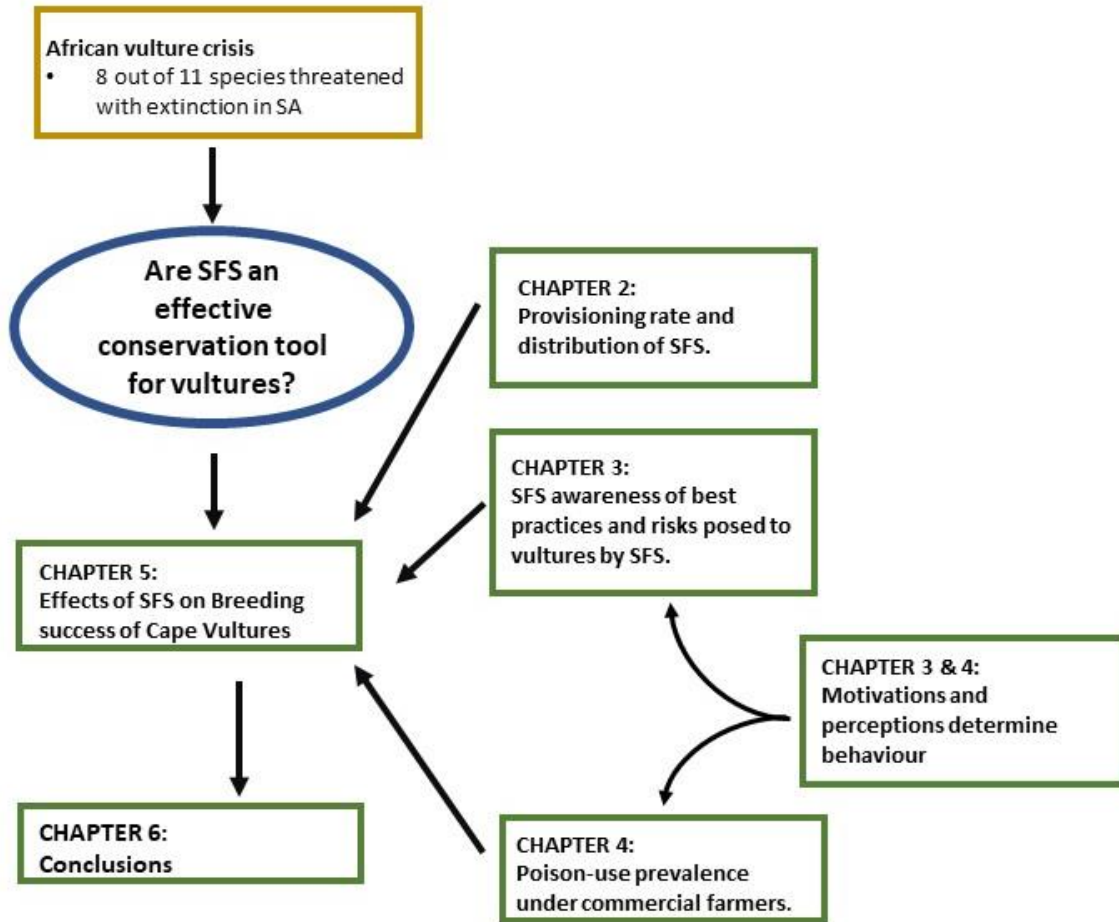 African vulture crisis
• 8 out of 11 species threatened
with extinction in SA
Are SFS an
effective
conservation tool
for vultures?
CHAPTER 2:
Provisioning rate and
distribution of SFS.
CHAPTER 3:
SFS awareness of best
practices and risks posed to
vultures by SFS.
CHAPTER 5:
Effects of SFS on Breeding
success of Cape Vultures
CHAPTER 3 & 4:
Motivations and
perceptions determine
behaviour
CHAPTER 6:
Conclusions
CHAPTER 4:
Poison-use prevalence
under commercial farmers.